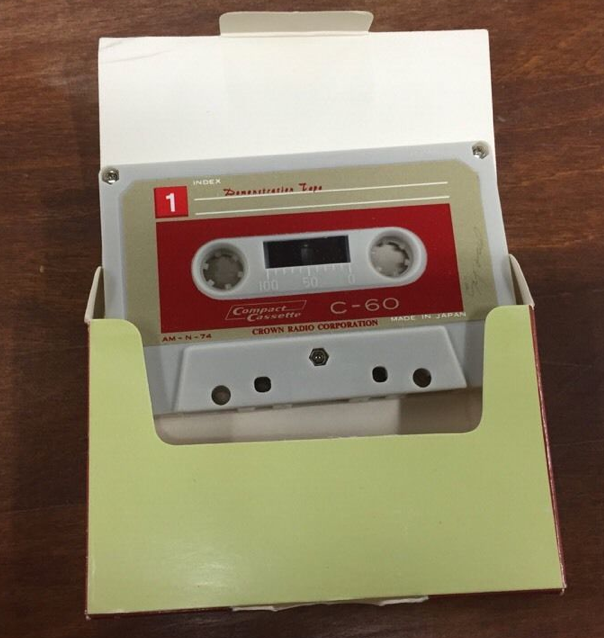 INDEX
1 Demonstration Tape
100 50 0
Compact
Cassette
C-60
MADE IN JAPAN
AM-N-74
CROWN RADIO CORPORATION